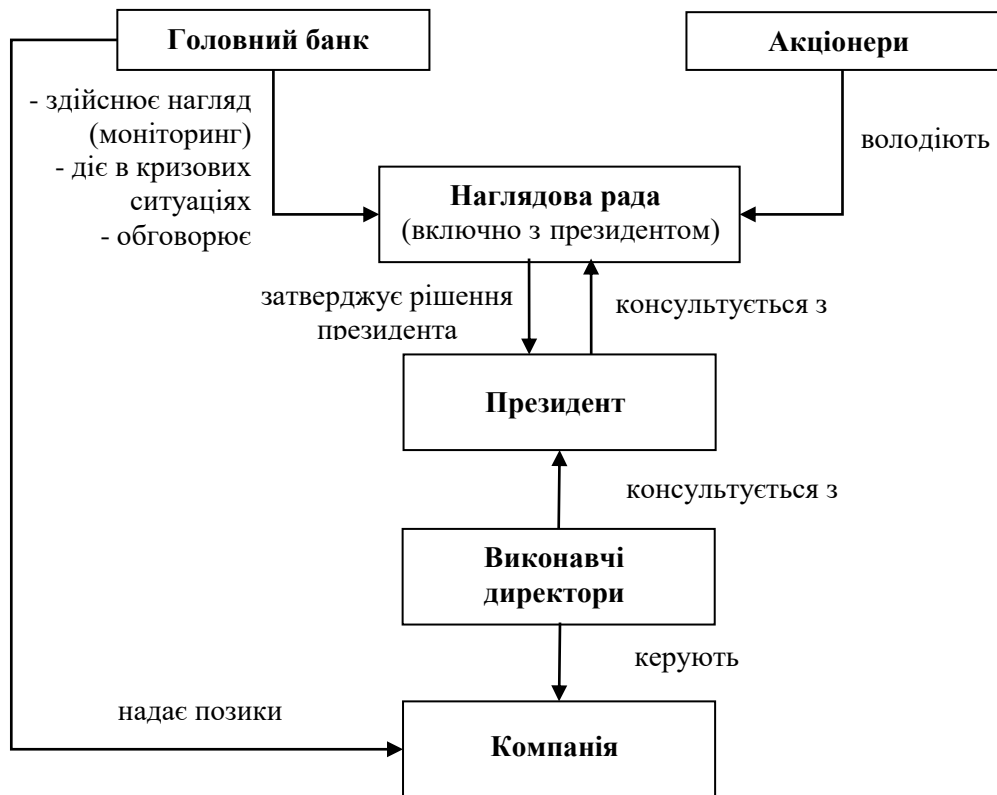 Головний банк
Акціонери
- здійснює нагляд
(моніторинг)
- діє в кризових
ситуаціях
- обговорює
володіють
Наглядова рада
(включно з президентом)
затверджує рішення
президента
консультується з
Президент
консультується з
Виконавчі
директори
керують
надає позики
Компанія